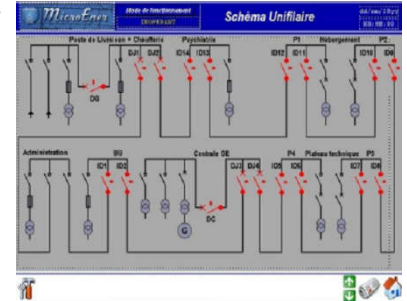 MicroEner
Mode de fonctionnement
Schéma Unifilaire
Poste de Livraison + Chaufferie
Psychiatrie
P1
Hébergement
P2
DJ1
DJ2
ID14
ID13
ID12
ID11
ID10
ID9
DG
Administration
BU
Centrale GE
P4
Plateau technique
P3
ID1
ID2
DJ3
DJ4
ID5
ID6
ID7
ID8
DC
G